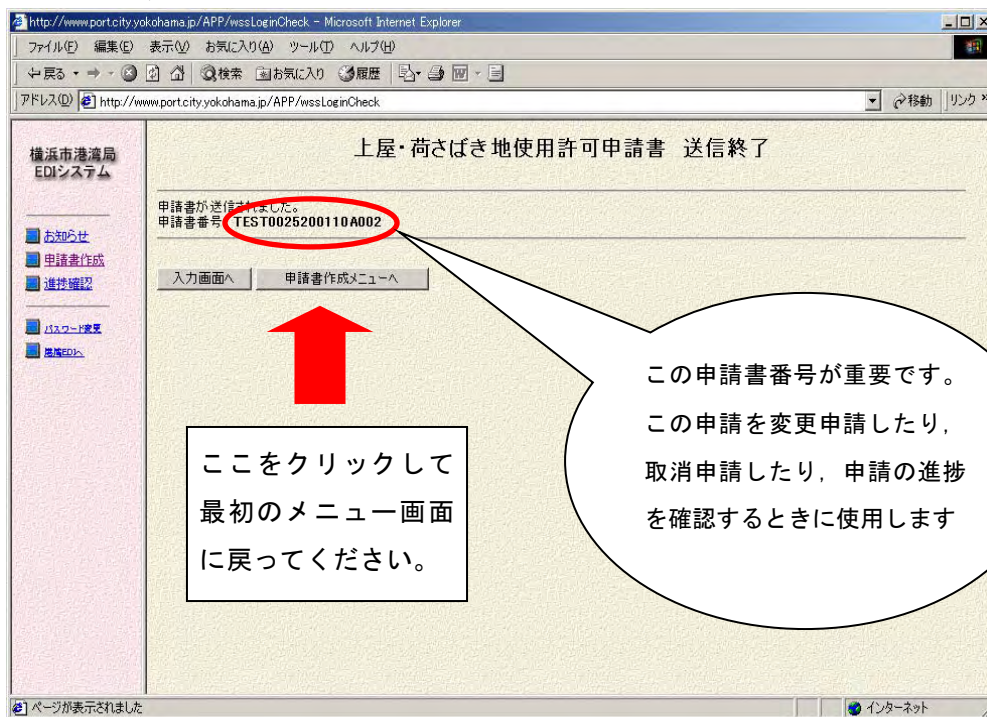 http://www.port.city.yokohama.jp/APP/wssLoginCheck - Microsoft Internet Explorer
ファイル(F) 編集(E) 表示(V) お気に入り(A) ツール(T) ヘルプ(H)
戻る 検索 お気に入り 履歴
アドレス(D) http://www.port.city.yokohama.jp/APP/wssLoginCheck 移動 リンク »
横浜市港湾局
EDIシステム
お知らせ
申請書作成
進捗確認
パスワード変更
上屋・荷さばき地使用許可申請書 送信終了
申請書が送信されました。
申請書番号 TEST0025200110A002
入力画面へ 申請書作成メニューへ
ここをクリックして
最初のメニュー画面
に戻ってください。
この申請書番号が重要です。
この申請を変更申請したり,
取消申請したり,申請の進捗
を確認するときに使用します
ページが表示されました インターネット